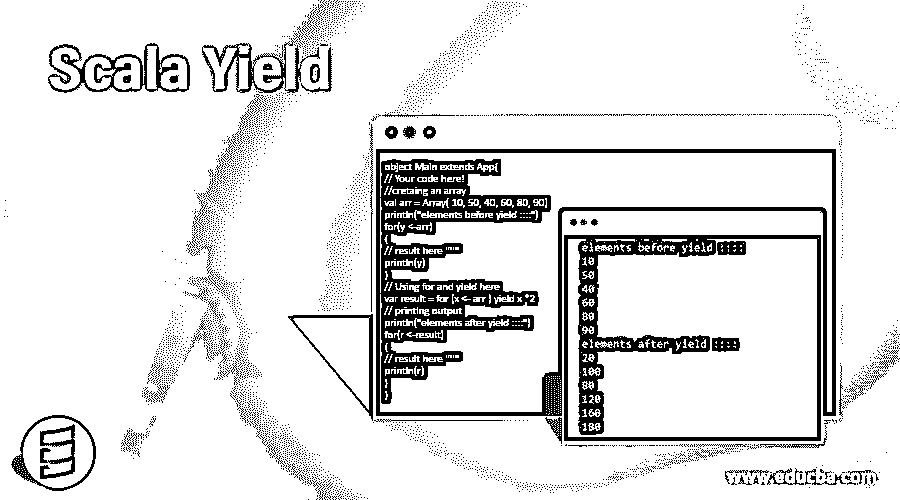 Scala Yield
object Main extends App{
// Your code here!
//cretaing an array
val arr = Array( 10, 50, 40, 60, 80, 90)
println("elements before yield ::::")
for(y <-arr)
{
// result here """"
println(y)
}
// Using for and yield here
var result = for (x <- arr ) yield x *2
// printing output
println("elements after yield ::::")
for(r <-result)
{
// result here """"
println(r)
}
}
elements before yield ::::
10
50
40
60
80
90
elements after yield ::::
20
100
80
120
160
180
www.educba.com